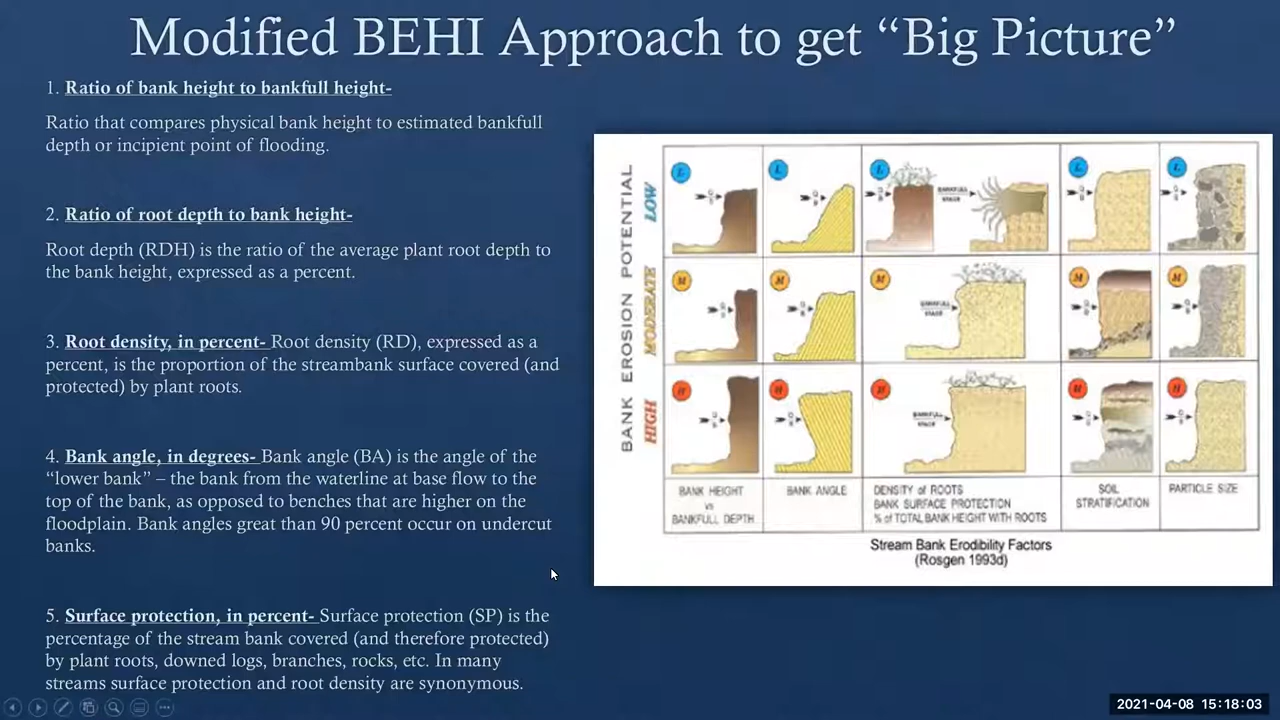 Modified BEHI Approach to get “Big Picture”
1. Ratio of bank height to bankfull height-
Ratio that compares physical bank height to estimated bankfull
depth or incipient point of flooding.
2. Ratio of root depth to bank height-
Root depth (RDH) is the ratio of the average plant root depth to
the bank height, expressed as a percent.
3. Root density, in percent- Root density (RD), expressed as a
percent, is the proportion of the streambank surface covered (and
protected) by plant roots.
4. Bank angle, in degrees- Bank angle (BA) is the angle of the
“lower bank” – the bank from the waterline at base flow to the
top of the bank, as opposed to benches that are higher on the
floodplain. Bank angles great than 90 percent occur on undercut
banks.
5. Surface protection, in percent- Surface protection (SP) is the
percentage of the stream bank covered (and therefore protected)
by plant roots, downed logs, branches, rocks, etc. In many
streams surface protection and root density are synonymous.
BANK EROSION POTENTIAL
LOW
L
L
L
BANKFULL
STAGE
L
L
MODERATE
M
M
M
BANKFULL
STAGE
M
M
HIGH
H
H
H
BANKFULL
STAGE
H
H
BANK HEIGHT
vs
BANKFULL DEPTH
BANK ANGLE
DENSITY of ROOTS
BANK SURFACE PROTECTION
% of TOTAL BANK HEIGHT WITH ROOTS
SOIL
STRATIFICATION
PARTICLE SIZE
Stream Bank Erodibility Factors
(Rosgen 1993d)
2021-04-08 15:18:03